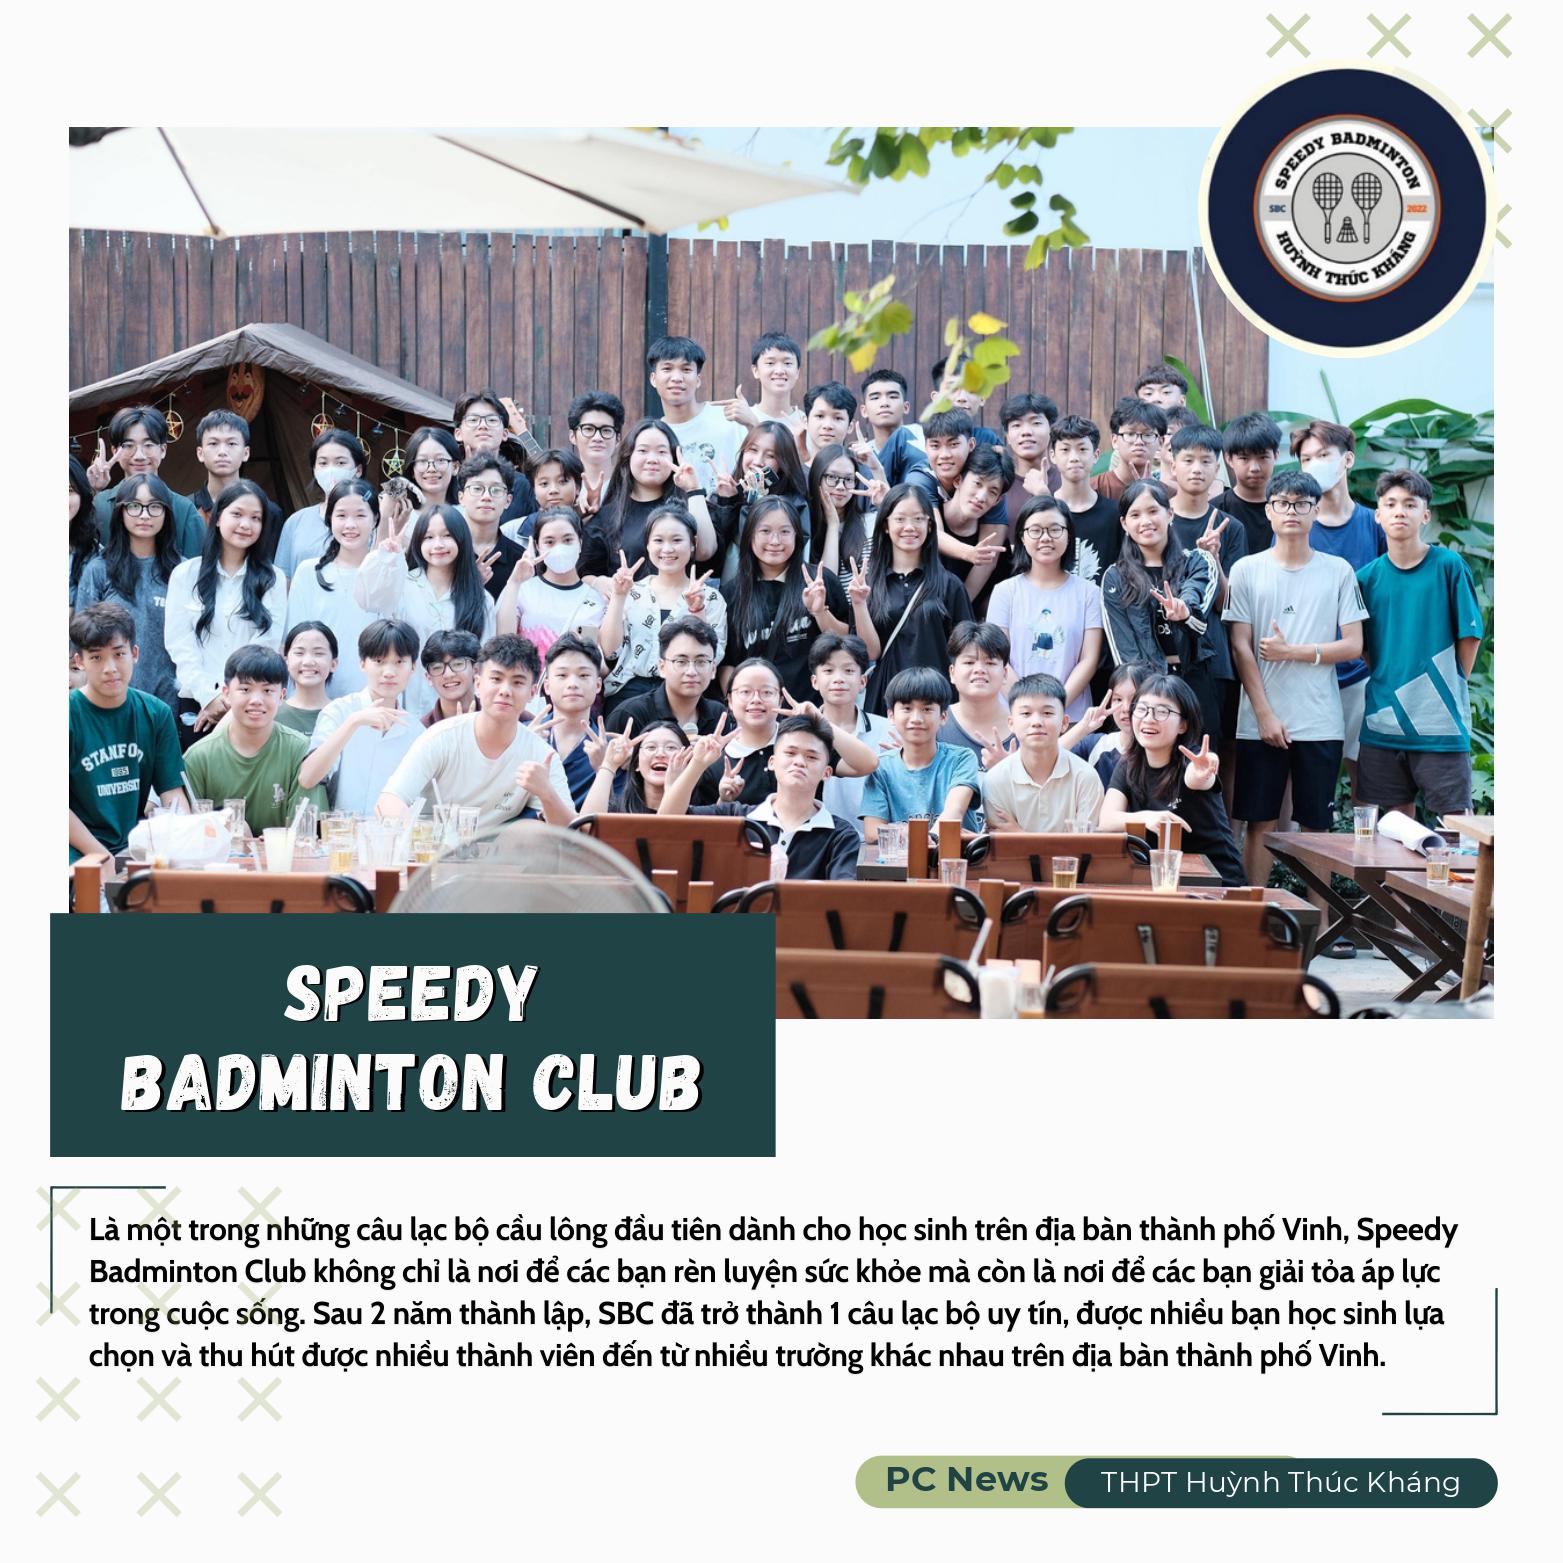 SPEEDY BADMINTON
SBC
2022
HUỲNH THÚC KHÁNG
STANFO
1885
UNIVERSI
SPEEDY
BADMINTON CLUB
Là một trong những câu lạc bộ cầu lông đầu tiên dành cho học sinh trên địa bàn thành phố Vinh, Speedy
Badminton Club không chỉ là nơi để các bạn rèn luyện sức khỏe mà còn là nơi để các bạn giải tỏa áp lực
trong cuộc sống. Sau 2 năm thành lập, SBC đã trở thành 1 câu lạc bộ uy tín, được nhiều bạn học sinh lựa
chọn và thu hút được nhiều thành viên đến từ nhiều trường khác nhau trên địa bàn thành phố Vinh.
PC News
THPT Huỳnh Thúc Kháng